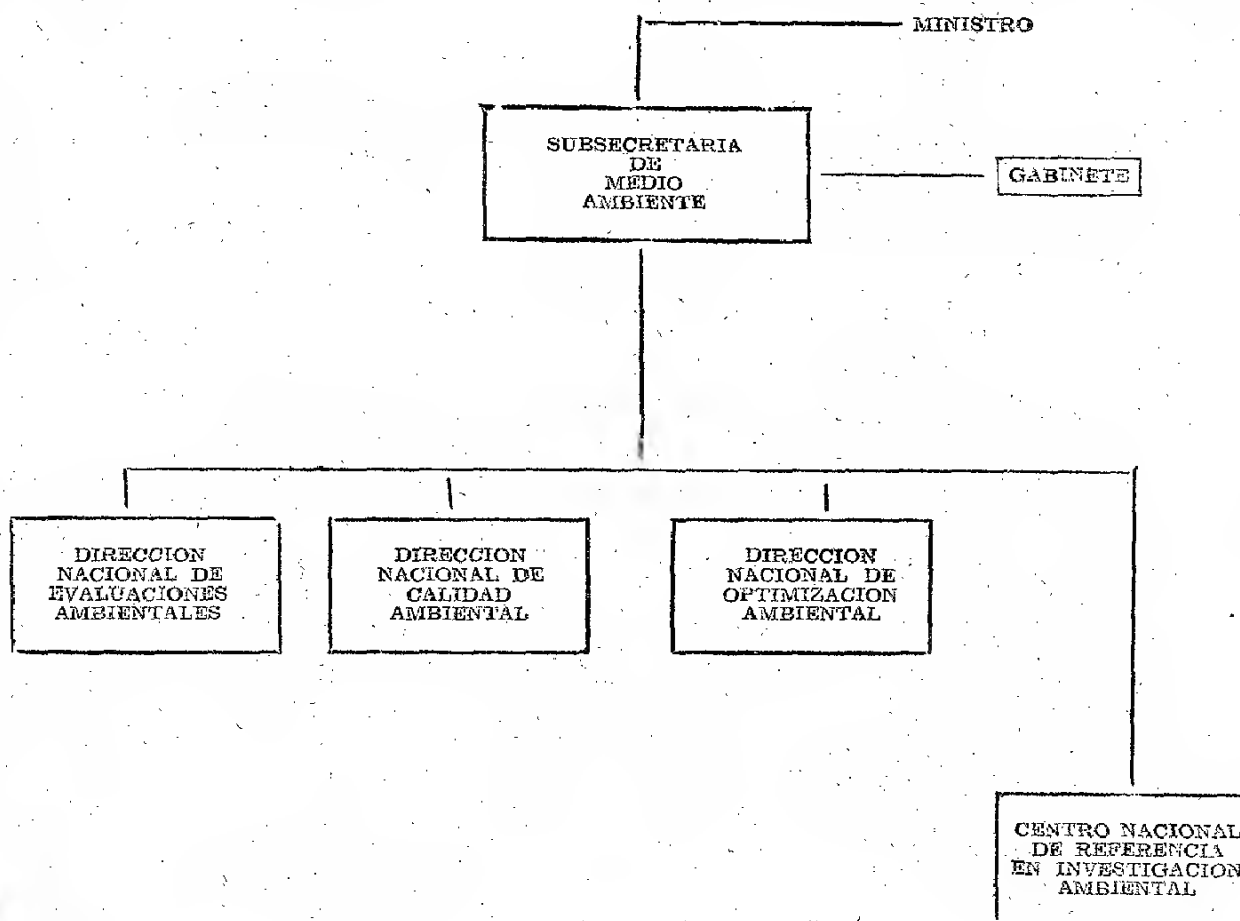 MINISTRO
SUBSECRETARIA
DE
MEDIO
AMBIENTE
GABINETE
DIRECCION
NACIONAL DE
EVALUACIONES
AMBIENTALES
DIRECCION
NACIONAL DE
CALIDAD
AMBIENTAL
DIRECCION
NACIONAL DE
OPTIMIZACION
AMBIENTAL
CENTRO NACIONAL
DE REFERENCIA
EN INVESTIGACION
AMBIENTAL